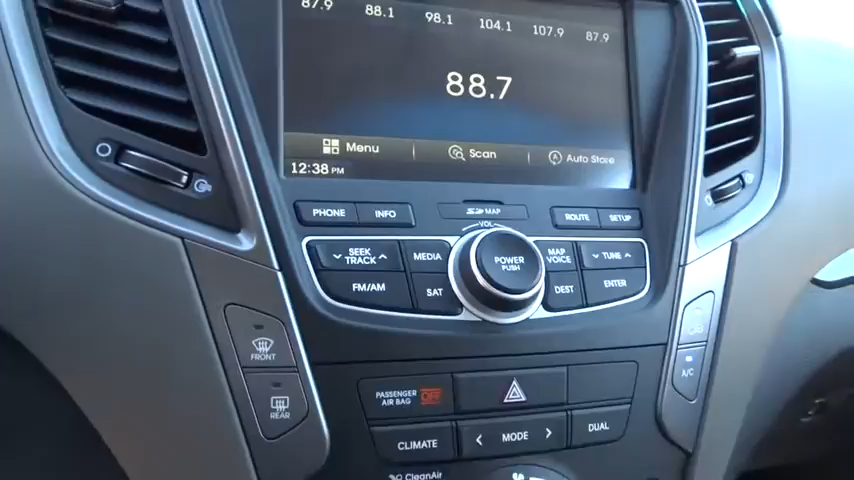 87.9 88.1 98.1 104.1 107.9 87.9
88.7
Menu Scan Auto Store
12:38 PM
PHONE INFO SD MAP ROUTE SETUP
VOL
SEEK TRACK MEDIA POWER PUSH MAP VOICE TUNE
FM/AM SAT DEST ENTER
FRONT
REAR
A/C
PASSENGER AIR BAG OFF
CLIMATE MODE DUAL
CleanAir